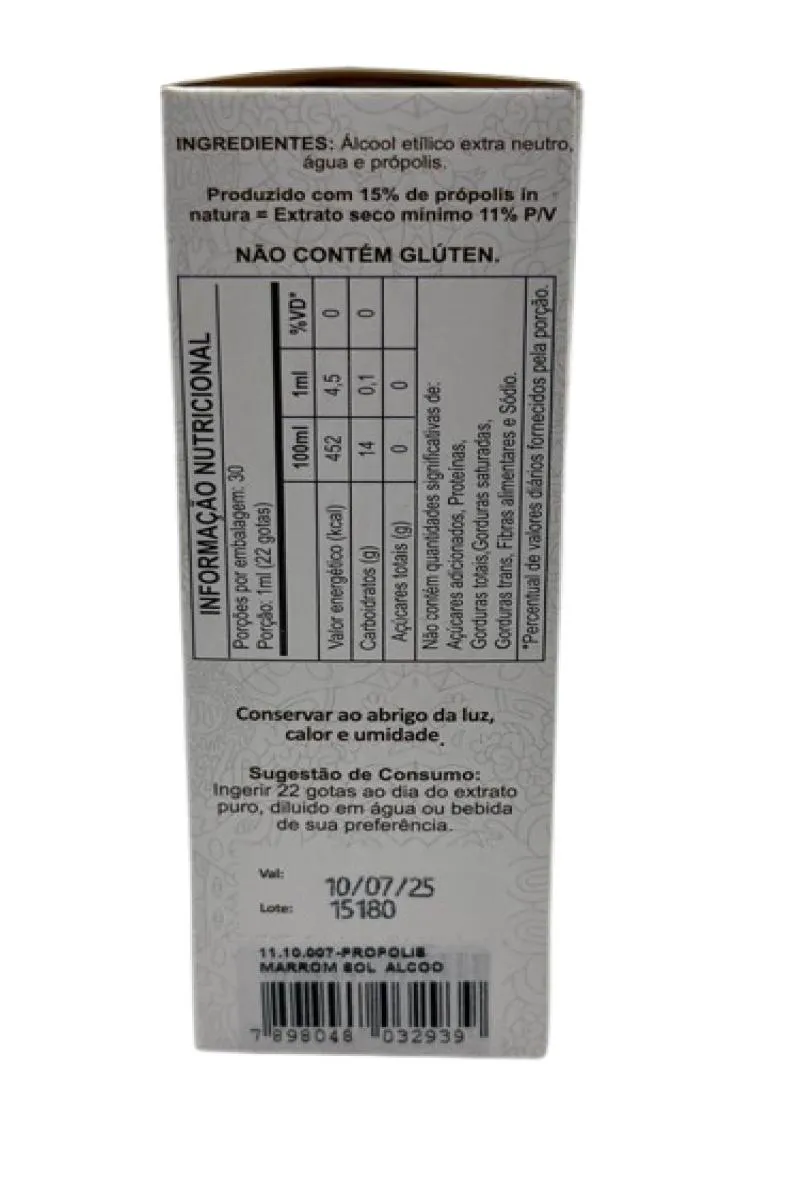 INGREDIENTES: Álcool etílico extra neutro,
água e própolis.
Produzido com 15% de própolis in
natura = Extrato seco mínimo 11% P/V
NÃO CONTÉM GLÚTEN.
INFORMAÇÃO NUTRICIONAL
Porções por embalagem: 30
Porção: 1ml (22 gotas)
100ml 1ml %VD*
Valor energético (kcal) 452 4,5 0
Carboidratos (g) 14 0,1 0
Açúcares totais (g) 0 0
Não contém quantidades significativas de:
Açúcares adicionados, Proteínas,
Gorduras totais,Gorduras saturadas,
Gorduras trans, Fibras alimentares e Sódio.
*Percentual de valores diários fornecidos pela porção.
Conservar ao abrigo da luz,
calor e umidade.
Sugestão de Consumo:
Ingerir 22 gotas ao dia do extrato
puro, diluído em água ou bebida
de sua preferência.
Val: 10/07/25
Lote: 15180
11.10.007-PROPOLIS
MARROM SOL ALCOO
7 898048 032939